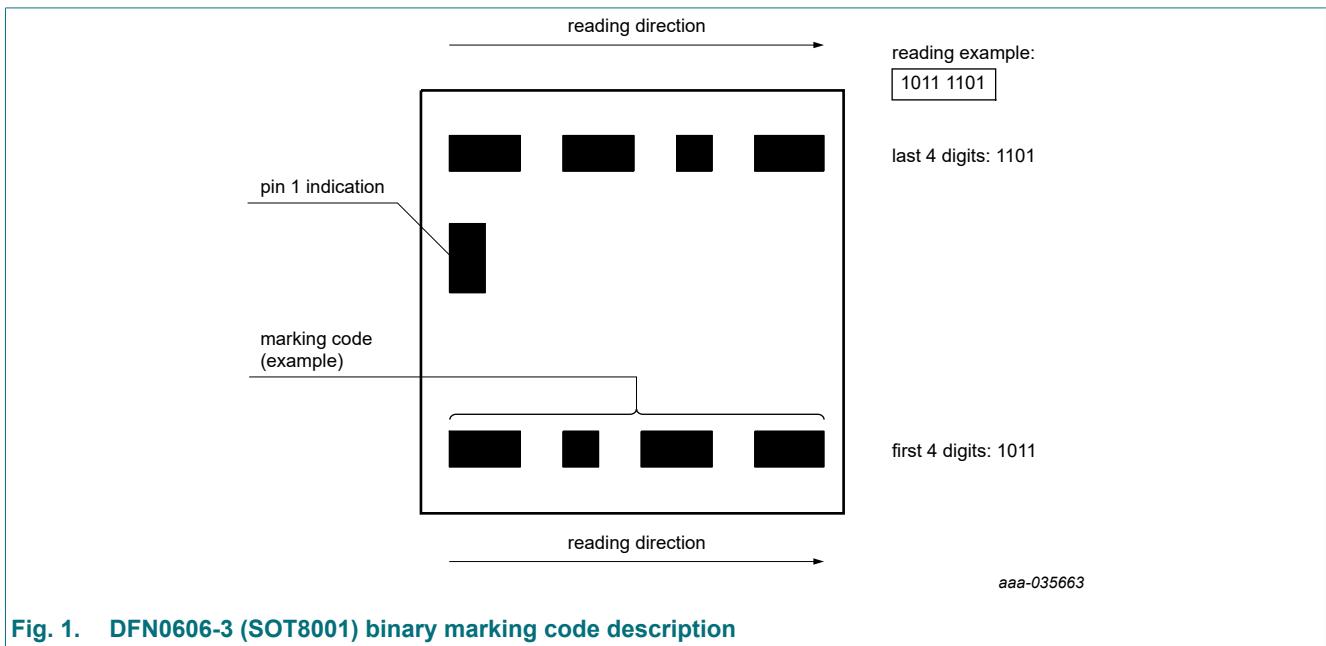 reading direction
reading example:
1011 1101
last 4 digits: 1101
pin 1 indication
marking code
(example)
first 4 digits: 1011
reading direction
aaa-035663
Fig. 1. DFN0606-3 (SOT8001) binary marking code description